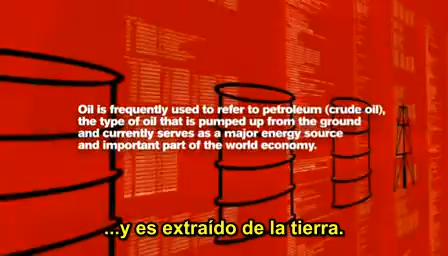 Oil is frequently used to refer to petroleum (crude oil),
the type of oil that is pumped up from the ground
and currently serves as a major energy source
and important part of the world economy.
...y es extraído de la tierra.